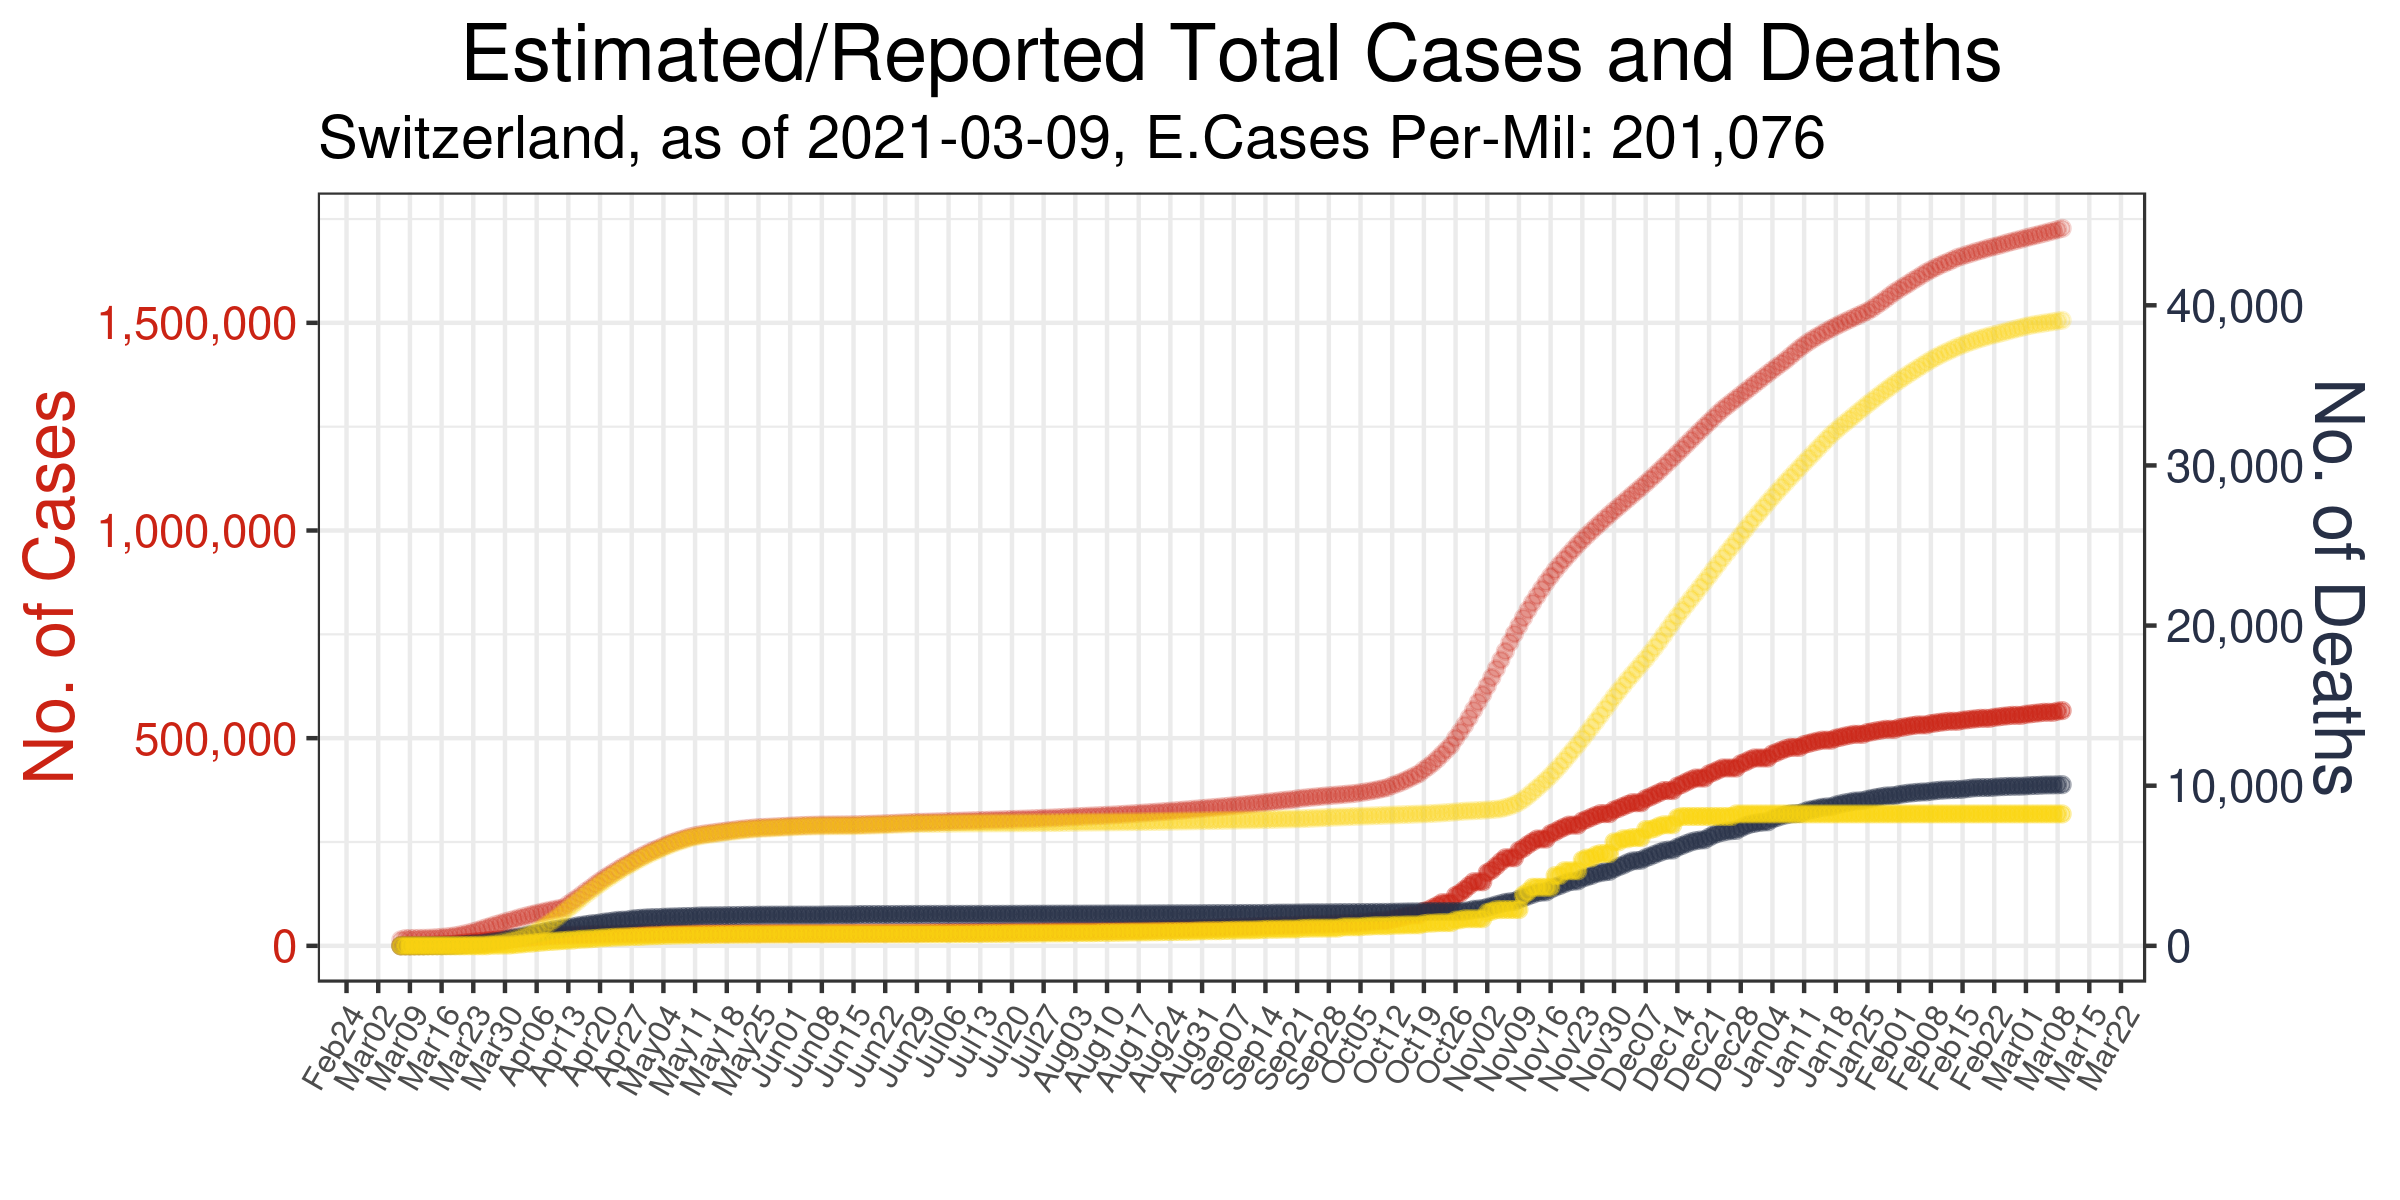 Estimated/Reported Total Cases and Deaths
Switzerland, as of 2021-03-09, E.Cases Per-Mil: 201,076
No. of Cases
1,500,000
1,000,000
500,000
0
40,000
30,000
20,000
10,000
0
No. of Deaths
Feb24
Mar02
Mar09
Mar16
Mar23
Mar30
Apr06
Apr13
Apr20
Apr27
May04
May11
May18
May25
Jun01
Jun08
Jun15
Jun22
Jun29
Jul06
Jul13
Jul20
Jul27
Aug03
Aug10
Aug17
Aug24
Aug31
Sep07
Sep14
Sep21
Sep28
Oct05
Oct12
Oct19
Oct26
Nov02
Nov09
Nov16
Nov23
Nov30
Dec07
Dec14
Dec21
Dec28
Jan04
Jan11
Jan18
Jan25
Feb01
Feb08
Feb15
Feb22
Mar01
Mar08
Mar15
Mar22